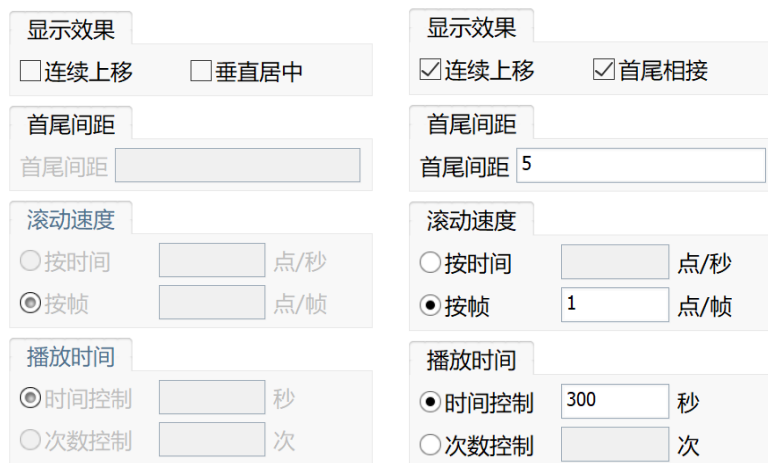 显示效果
连续上移 垂直居中
首尾间距
首尾间距
滚动速度
按时间 点/秒
按帧 点/帧
播放时间
时间控制 秒
次数控制 次
显示效果
连续上移 首尾相接
首尾间距
首尾间距 5
滚动速度
按时间 点/秒
按帧 1 点/帧
播放时间
时间控制 300 秒
次数控制 次